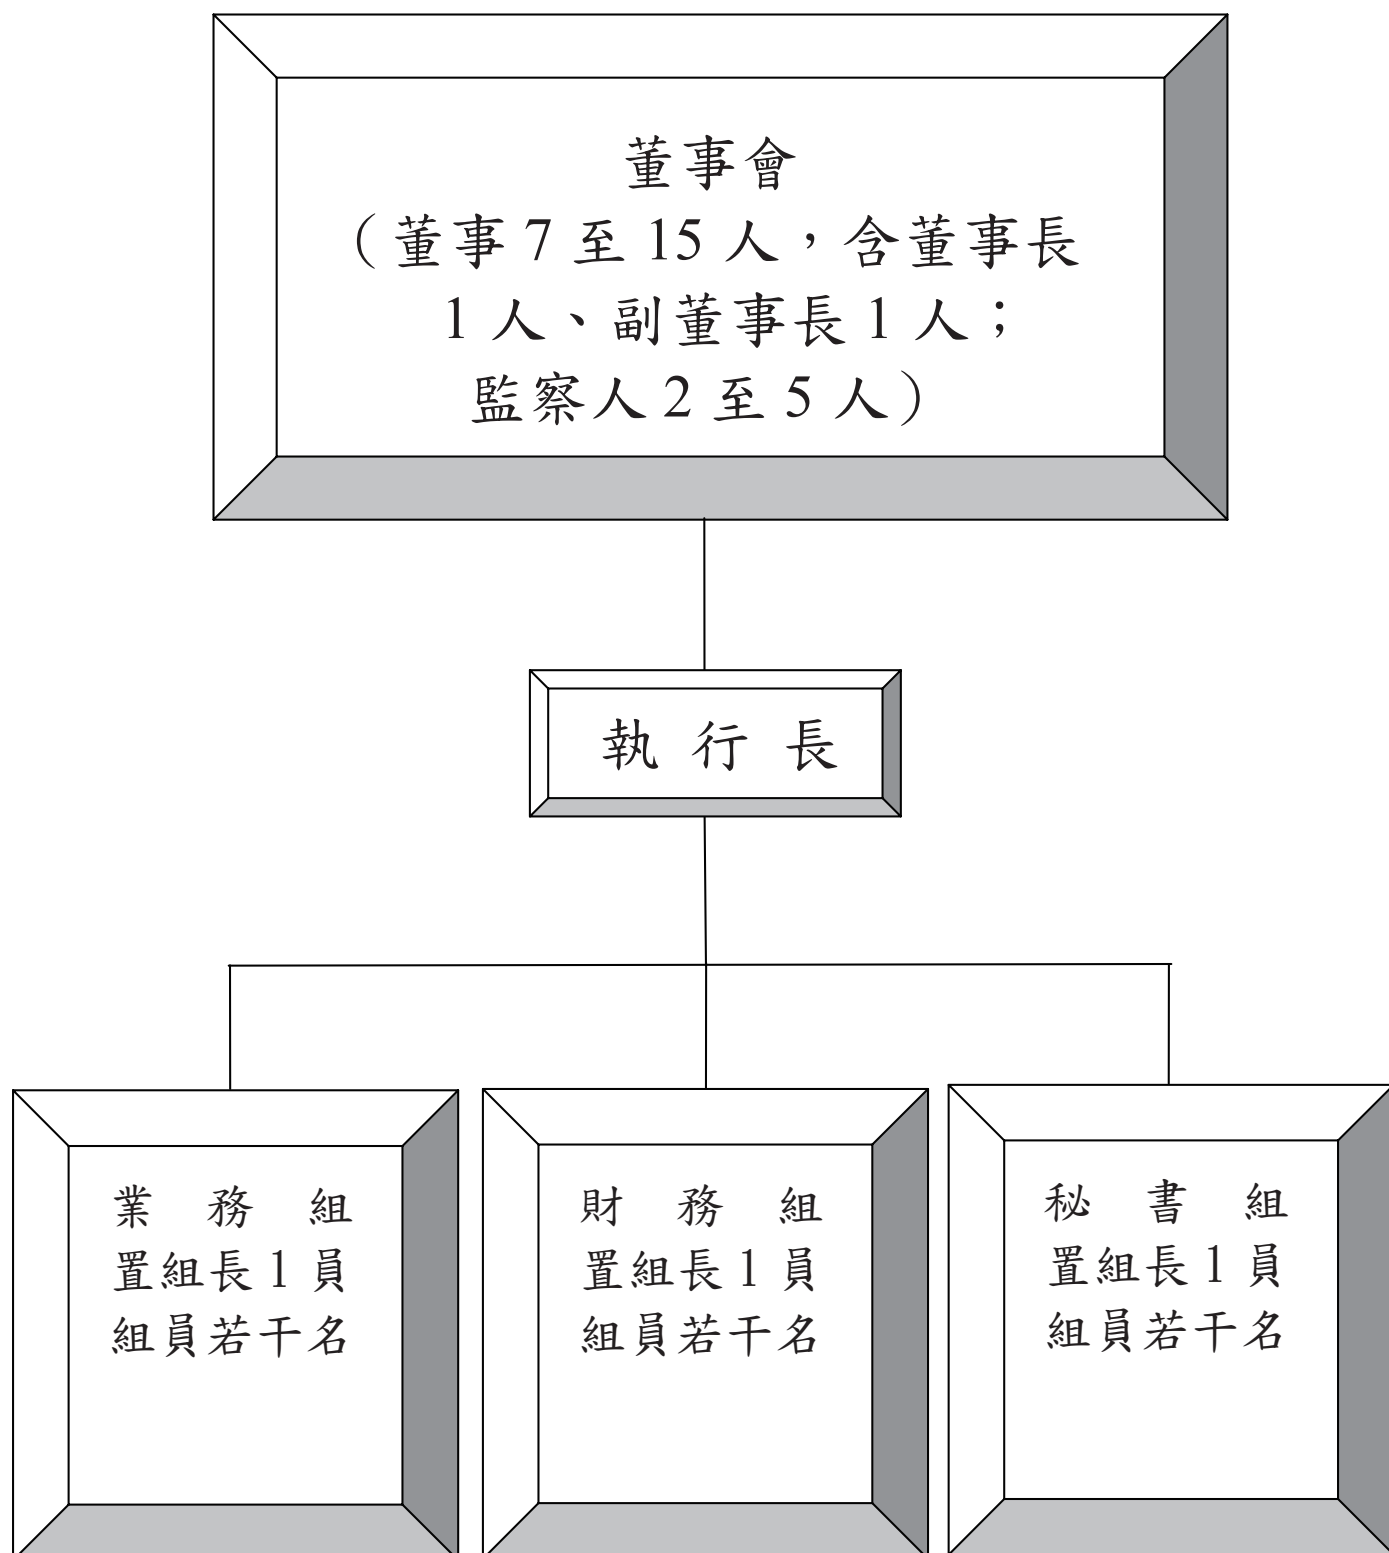 董事會
（董事 7 至 15 人，含董事長
1 人、副董事長 1 人；
監察人 2 至 5 人）
執 行 長
業 務 組
置組長 1 員
組員若干名
財 務 組
置組長 1 員
組員若干名
秘 書 組
置組長 1 員
組員若干名